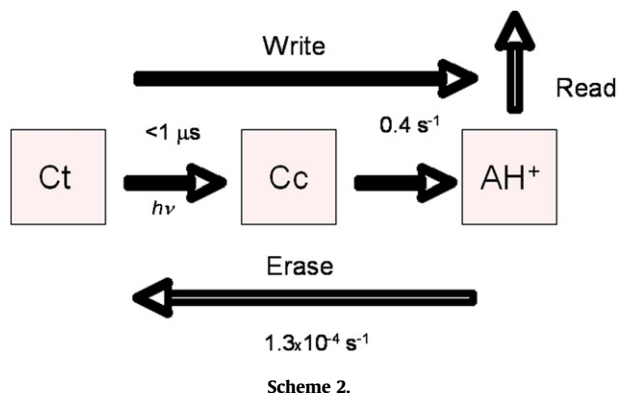 Write
Read
<1 μs
0.4 s⁻¹
Ct
hν
Cc
AH⁺
Erase
1.3x10⁻⁴ s⁻¹
Scheme 2.